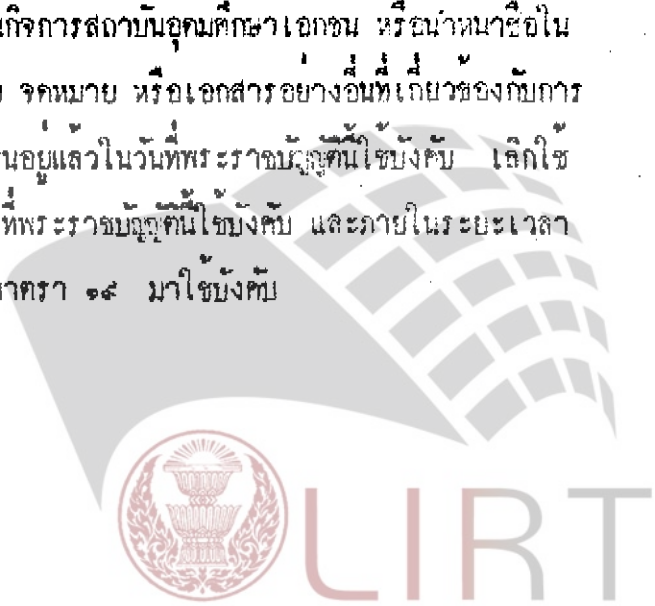 นกิจการสถาบันอุดมศึกษาเอกชน หรือนำหมาชื่อใน
จดหมาย หรือเอกสารอย่างอื่นที่เกี่ยวข้องกับการ
นอยู่แล้วในวันที่พระราชบัญญัตินี้ใช้บังคับ เลิกใช้
ที่พระราชบัญญัตินี้ใช้บังคับ และภายในระยะเวลา
มาตรา ๑๙ มาใช้บังคับ
LIRT